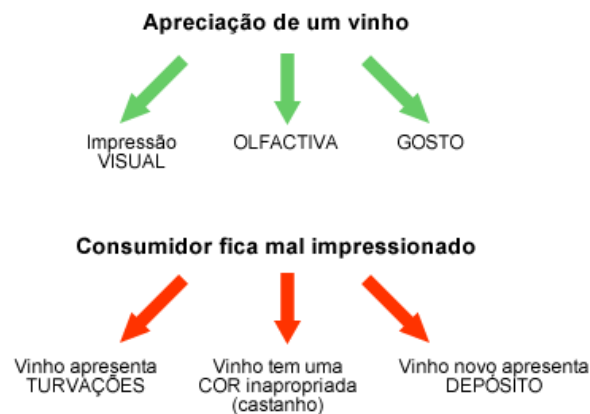 Apreciação de um vinho
Impressão
VISUAL
OLFACTIVA
GOSTO
Consumidor fica mal impressionado
Vinho apresenta
TURVAÇÕES
Vinho tem uma
COR inapropriada
(castanho)
Vinho novo apresenta
DEPÓSITO